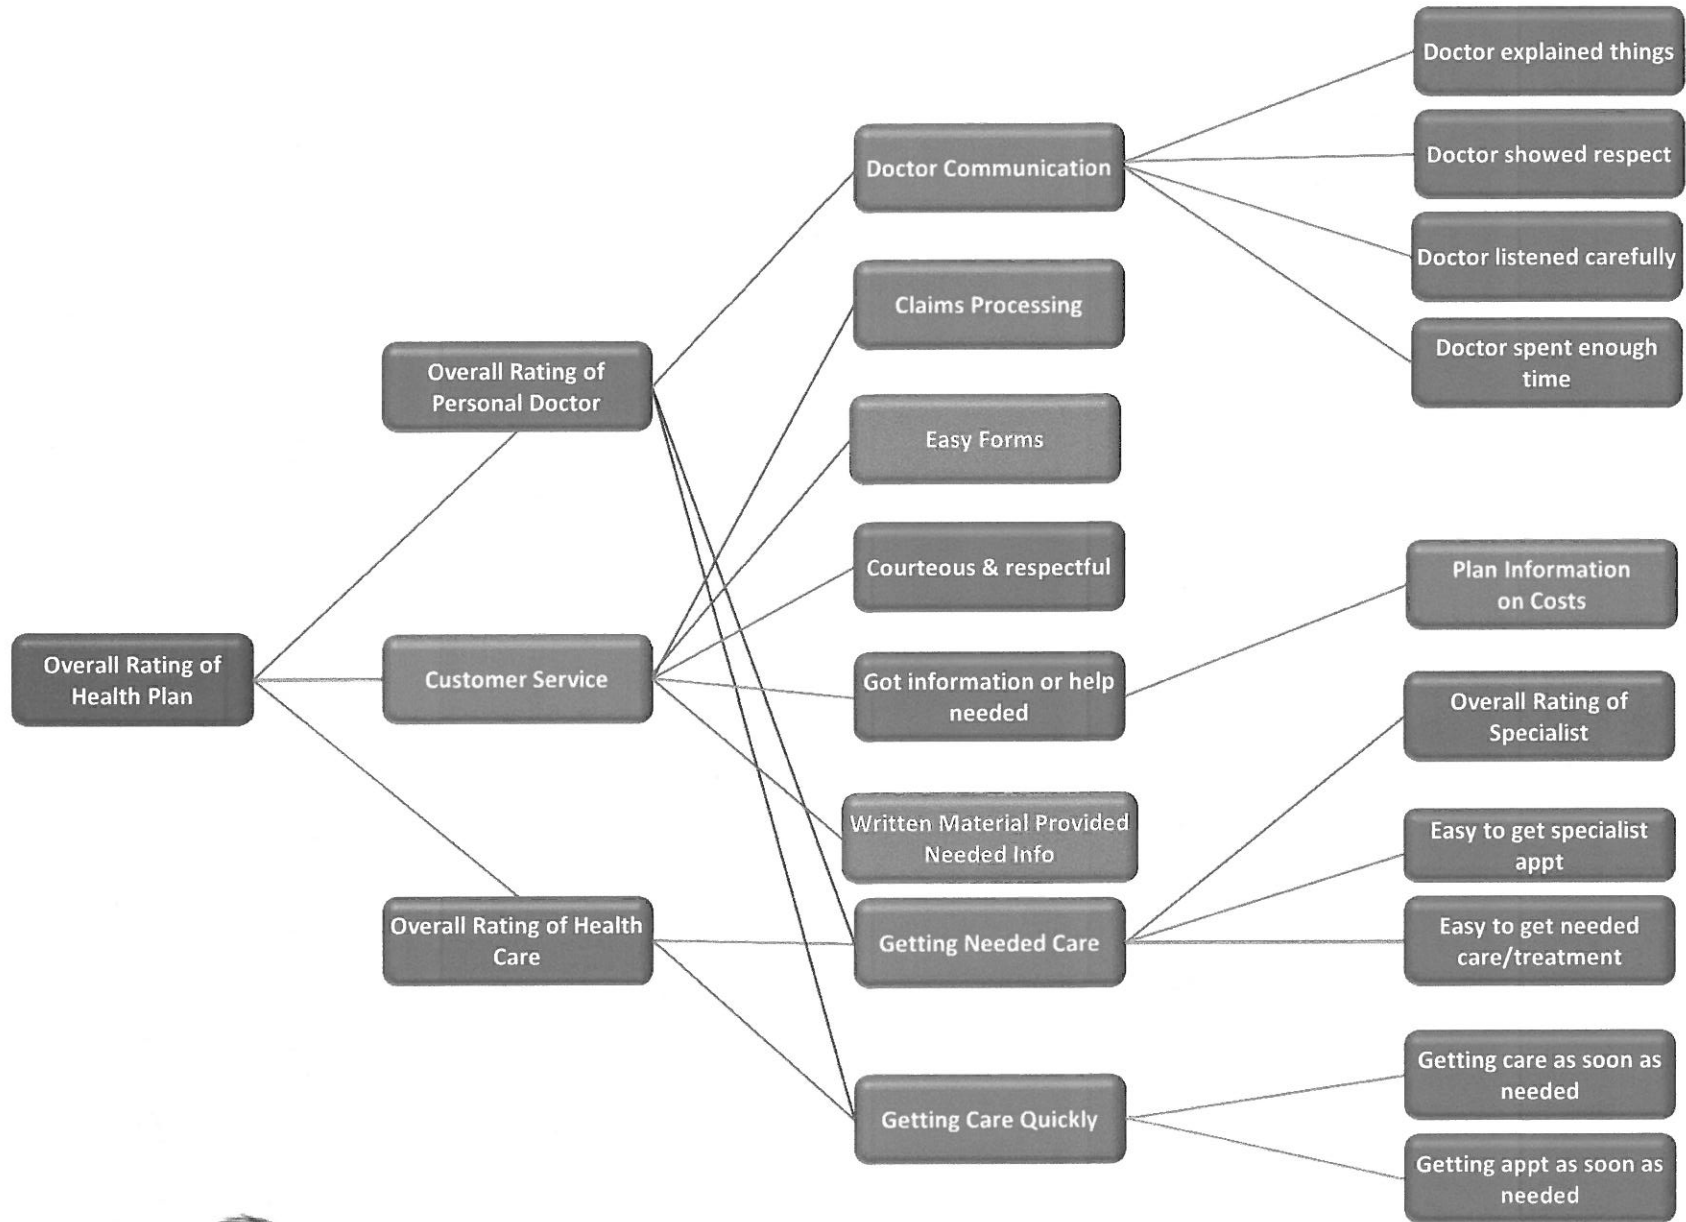 Overall Rating of
Health Plan
Overall Rating of
Personal Doctor
Customer Service
Overall Rating of Health
Care
Doctor Communication
Claims Processing
Easy Forms
Courteous & respectful
Got information or help
needed
Written Material Provided
Needed Info
Getting Needed Care
Getting Care Quickly
Doctor explained things
Doctor showed respect
Doctor listened carefully
Doctor spent enough
time
Plan Information
on Costs
Overall Rating of
Specialist
Easy to get specialist
appt
Easy to get needed
care/treatment
Getting care as soon as
needed
Getting appt as soon as
needed